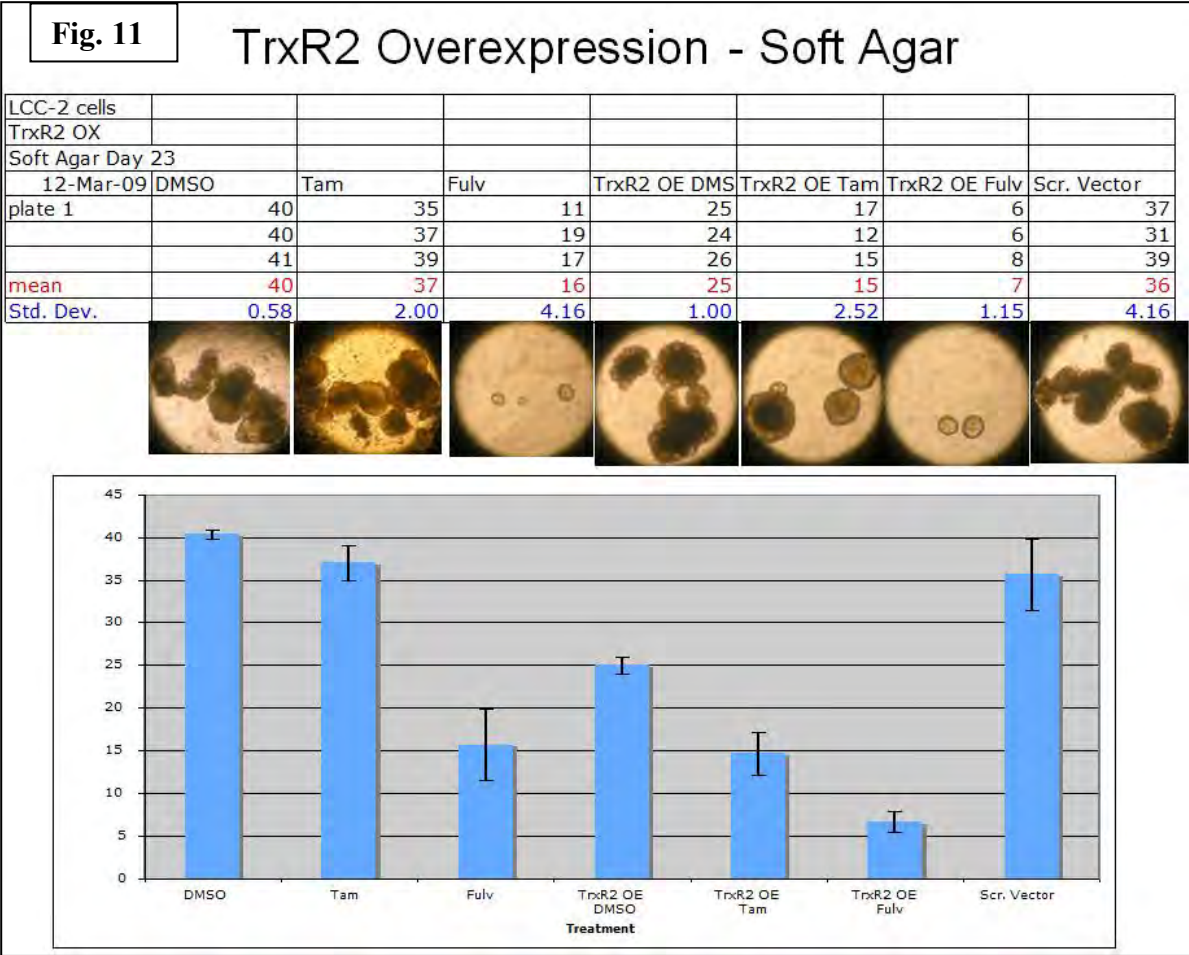 Fig. 11
TrxR2 Overexpression - Soft Agar
LCC-2 cells
TrxR2 OX
Soft Agar Day 23
12-Mar-09 DMSO Tam Fulv TrxR2 OE DMS TrxR2 OE Tam TrxR2 OE Fulv Scr. Vector
plate 1 40 35 11 25 17 6 37
40 37 19 24 12 6 31
41 39 17 26 15 8 39
mean 40 37 16 25 15 7 36
Std. Dev. 0.58 2.00 4.16 1.00 2.52 1.15 4.16
45
40
35
30
25
20
15
10
5
0
DMSO Tam Fulv TrxR2 OE TrxR2 OE TrxR2 OE Scr. Vector
DMSO Tam Fulv
Treatment